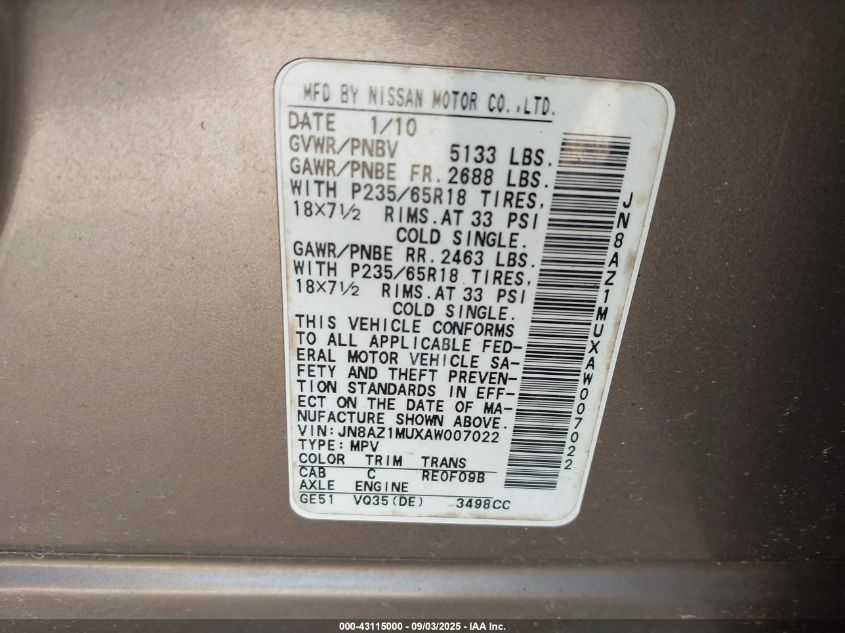 MFD BY NISSAN MOTOR CO.,LTD.
DATE 1/10
GVWR/PNBV 5133 LBS.
GAWR/PNBE FR. 2688 LBS.
WITH P235/65R18 TIRES,
18X7½ RIMS.AT 33 PSI
COLD SINGLE.
GAWR/PNBE RR. 2463 LBS.
WITH P235/65R18 TIRES,
18X7½ RIMS.AT 33 PSI
COLD SINGLE.
THIS VEHICLE CONFORMS
TO ALL APPLICABLE FED-
ERAL MOTOR VEHICLE SA-
FETY AND THEFT PREVEN-
TION STANDARDS IN EFF-
ECT ON THE DATE OF MA-
NUFACTURE SHOWN ABOVE.
VIN:JN8AZ1MUXAW007022
TYPE:MPV
COLOR TRIM TRANS
CAB C RE0F09B
AXLE ENGINE
GE51 VQ35(DE) 3498CC
JN8AZ1MUXAW007022
000-43115000 - 09/03/2025 - IAA Inc.